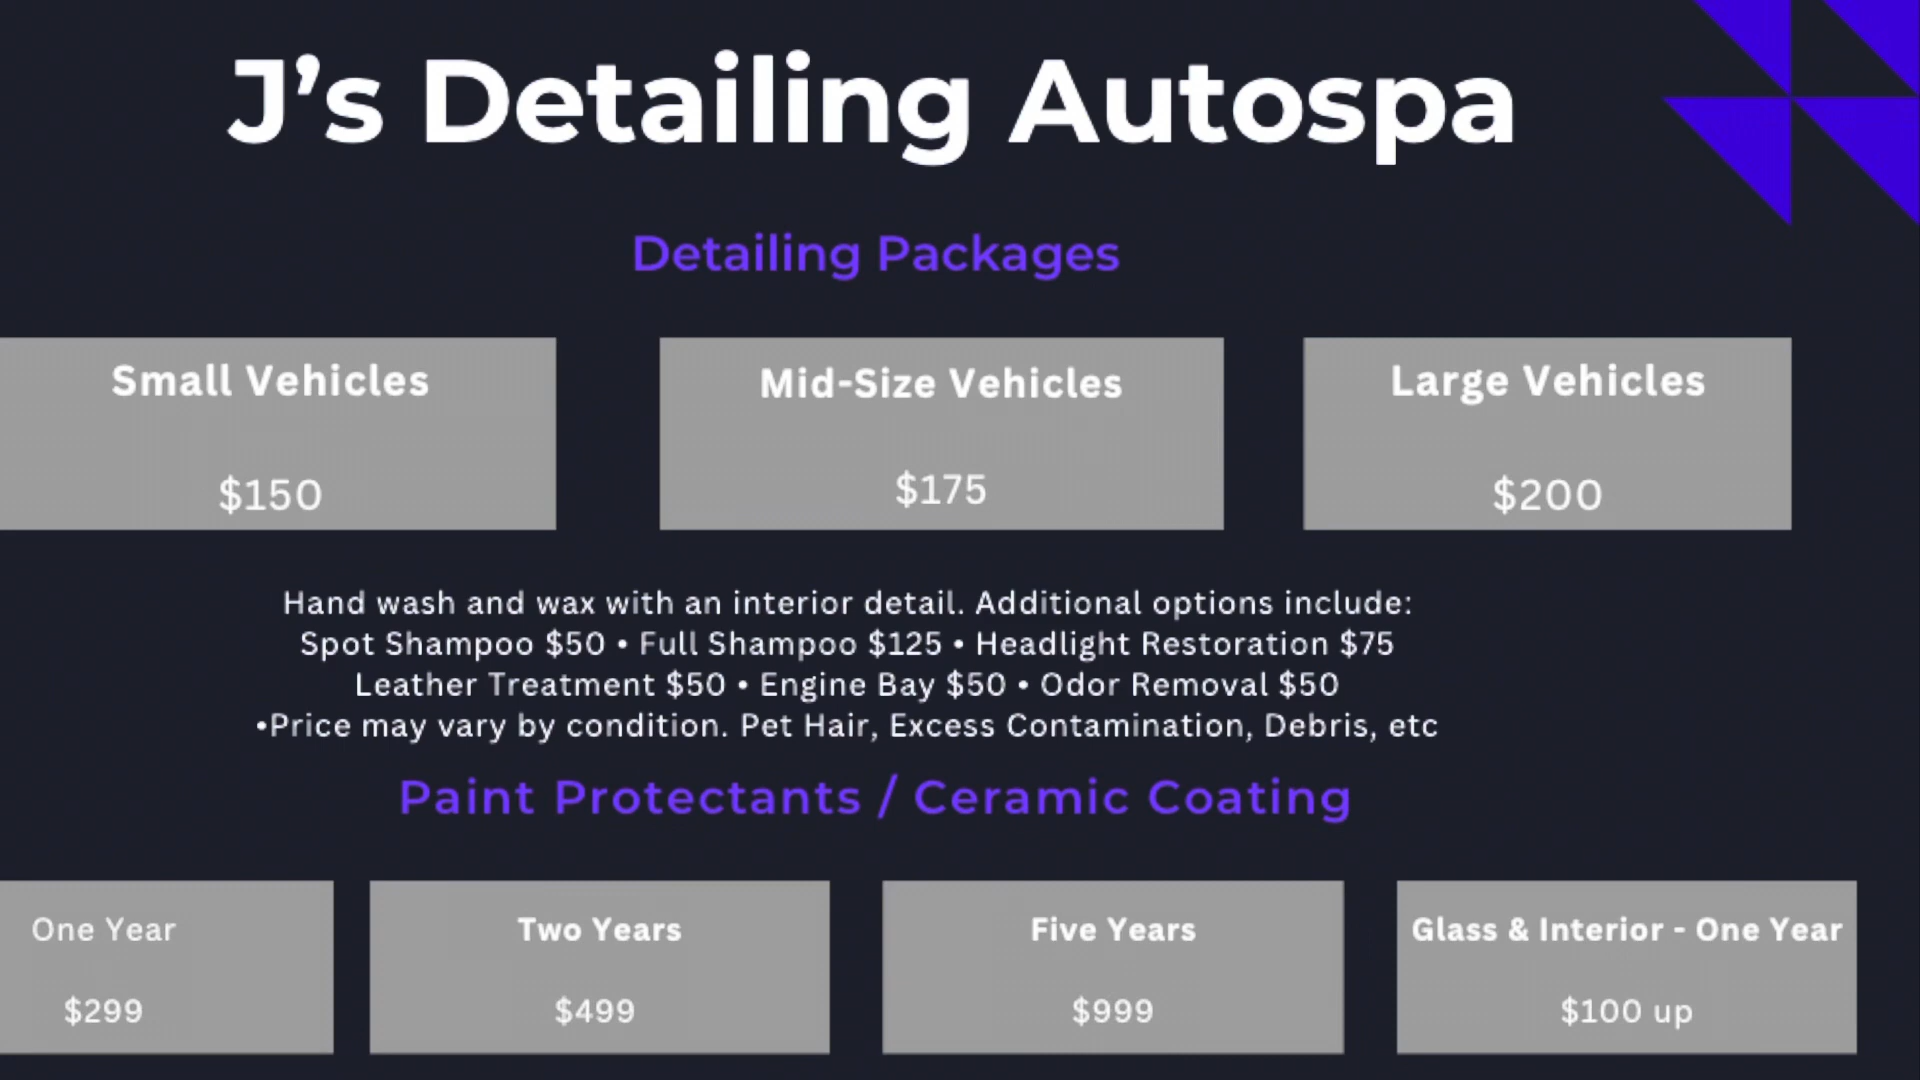 J’s Detailing Autospa
Detailing Packages
Small Vehicles
$150
Mid-Size Vehicles
$175
Large Vehicles
$200
Hand wash and wax with an interior detail. Additional options include:
Spot Shampoo $50 • Full Shampoo $125 • Headlight Restoration $75
Leather Treatment $50 • Engine Bay $50 • Odor Removal $50
•Price may vary by condition. Pet Hair, Excess Contamination, Debris, etc
Paint Protectants / Ceramic Coating
One Year
$299
Two Years
$499
Five Years
$999
Glass & Interior - One Year
$100 up